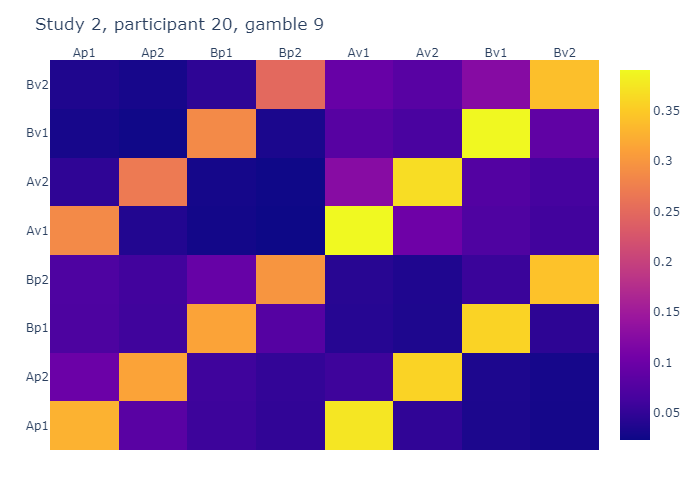 Study 2, participant 20, gamble 9
Ap1 Ap2 Bp1 Bp2 Av1 Av2 Bv1 Bv2
Bv2
Bv1
Av2
Av1
Bp2
Bp1
Ap2
Ap1
0.35
0.3
0.25
0.2
0.15
0.1
0.05